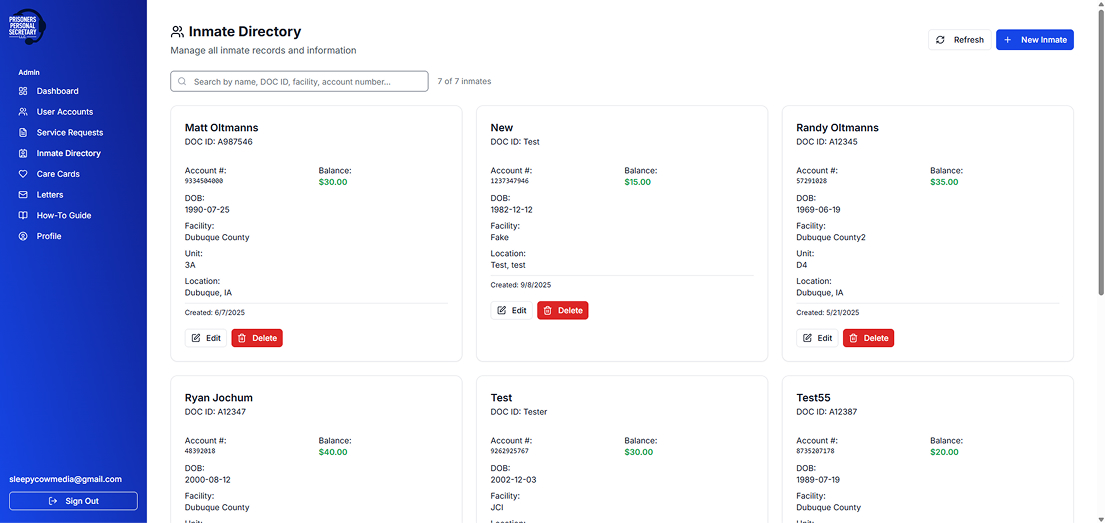 PRISONERS
PERSONAL
SECRETARY
Admin
Dashboard
User Accounts
Service Requests
Inmate Directory
Care Cards
Letters
How-To Guide
Profile
sleepycowmedia@gmail.com
Sign Out
Inmate Directory
Manage all inmate records and information
Refresh
New Inmate
Search by name, DOC ID, facility, account number...
7 of 7 inmates
Matt Oltmanns
DOC ID: A987546
Account #: Balance:
9334504000 $30.00
DOB:
1990-07-25
Facility:
Dubuque County
Unit:
3A
Location:
Dubuque, IA
Created: 6/7/2025
Edit Delete
New
DOC ID: Test
Account #: Balance:
1237347946 $15.00
DOB:
1982-12-12
Facility:
Fake
Location:
Test, test
Created: 9/8/2025
Edit Delete
Randy Oltmanns
DOC ID: A12345
Account #: Balance:
57291028 $35.00
DOB:
1969-06-19
Facility:
Dubuque County2
Unit:
D4
Location:
Dubuque, IA
Created: 5/21/2025
Edit Delete
Ryan Jochum
DOC ID: A12347
Account #: Balance:
48392018 $40.00
DOB:
2000-08-12
Facility:
Dubuque County
Unit:
Test
DOC ID: Tester
Account #: Balance:
9262925767 $30.00
DOB:
2002-12-03
Facility:
JCI
Location:
Test55
DOC ID: A12387
Account #: Balance:
8735207178 $20.00
DOB:
1989-07-19
Facility:
Dubuque County
Unit: